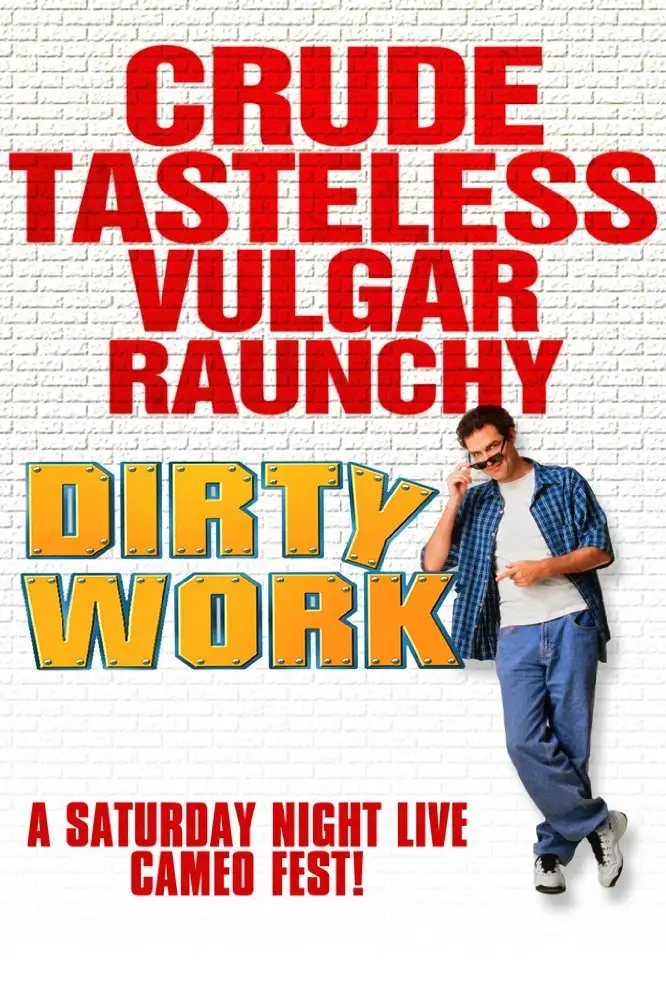 CRUDE
TASTELESS
VULGAR
RAUNCHY
DIRTY
WORK
A SATURDAY NIGHT LIVE
CAMEO FEST!